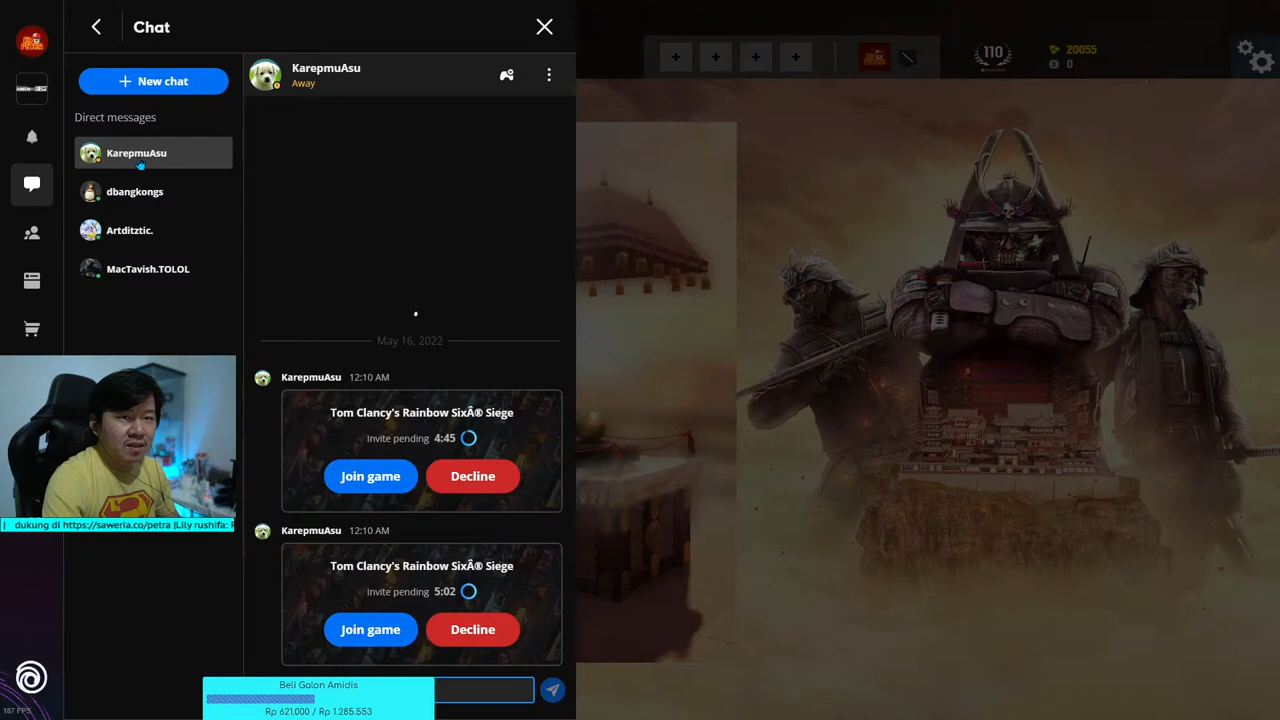 Chat
New chat
Direct messages
KarepmuAsu
dbangkongs
Artditztic.
MacTavish.TOLOL
KarepmuAsu
Away
May 16, 2022
KarepmuAsu 12:10 AM
Tom Clancy's Rainbow SixÂ® Siege
Invite pending 4:45
Join game Decline
KarepmuAsu 12:10 AM
Tom Clancy's Rainbow SixÂ® Siege
Invite pending 5:02
Join game Decline
110
20055
0
dukung di https://saweria.co/petra |Lily rushifa:
Beli Galon Amidis
Rp 621.000 / Rp 1.285.553
187 FPS